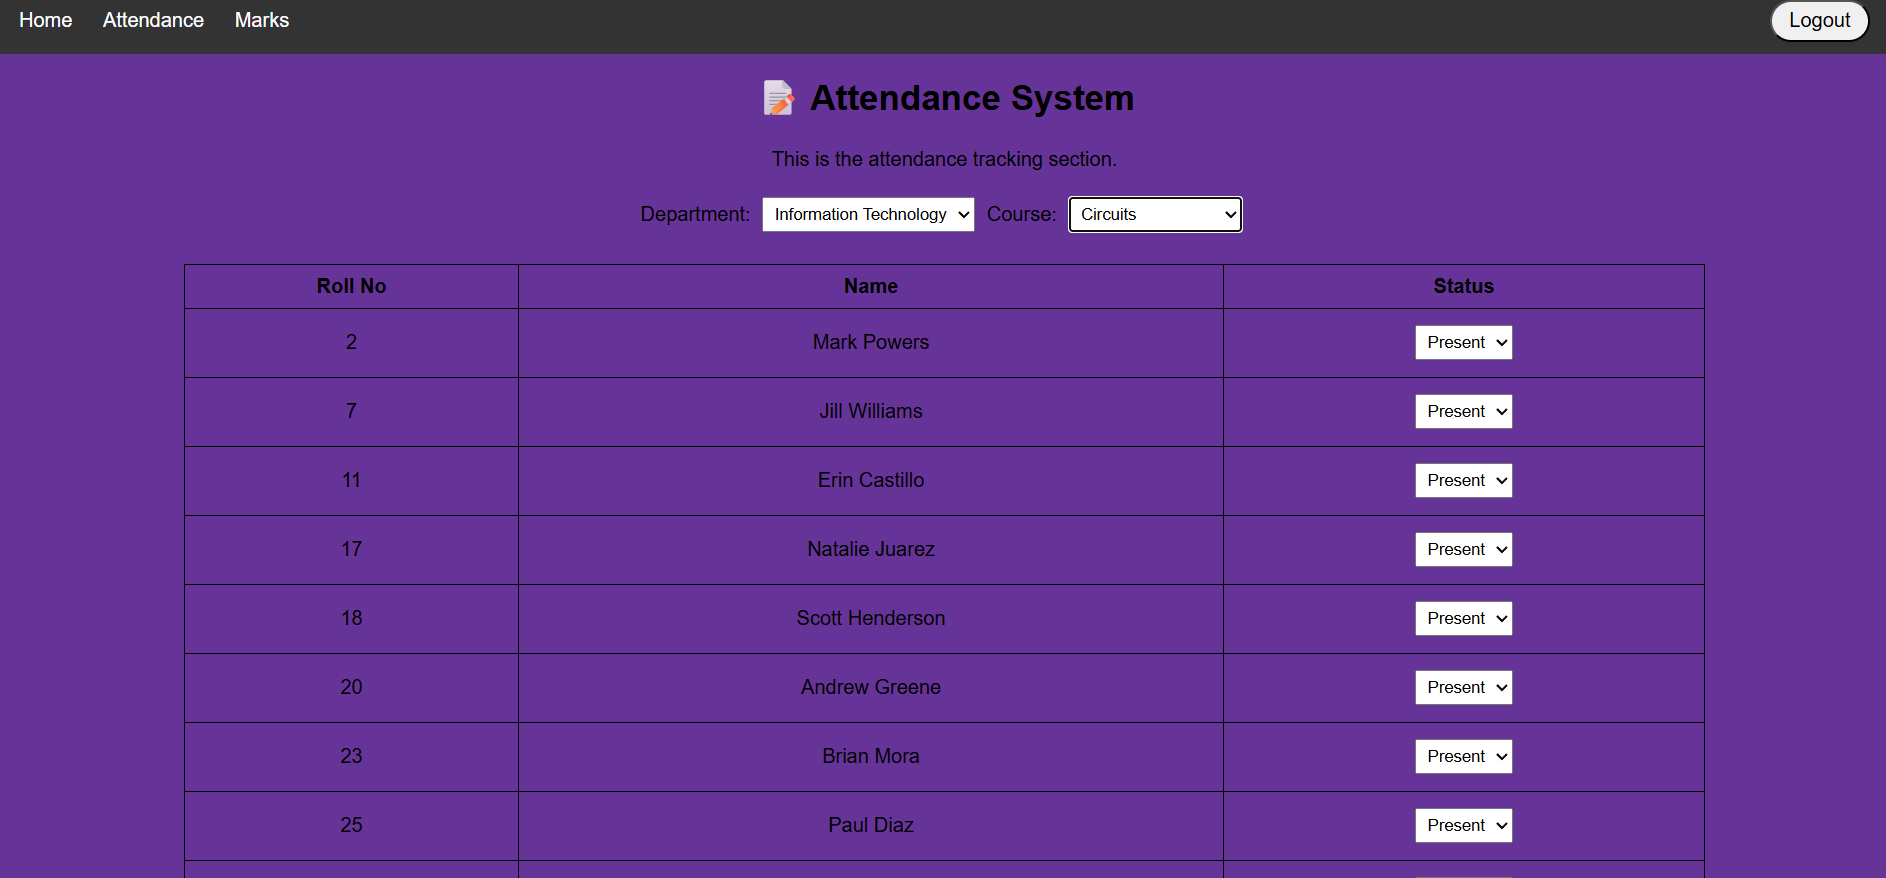 Home Attendance Marks Logout
Attendance System
This is the attendance tracking section.
Department: Information Technology Course: Circuits
Roll No Name Status
2 Mark Powers Present
7 Jill Williams Present
11 Erin Castillo Present
17 Natalie Juarez Present
18 Scott Henderson Present
20 Andrew Greene Present
23 Brian Mora Present
25 Paul Diaz Present